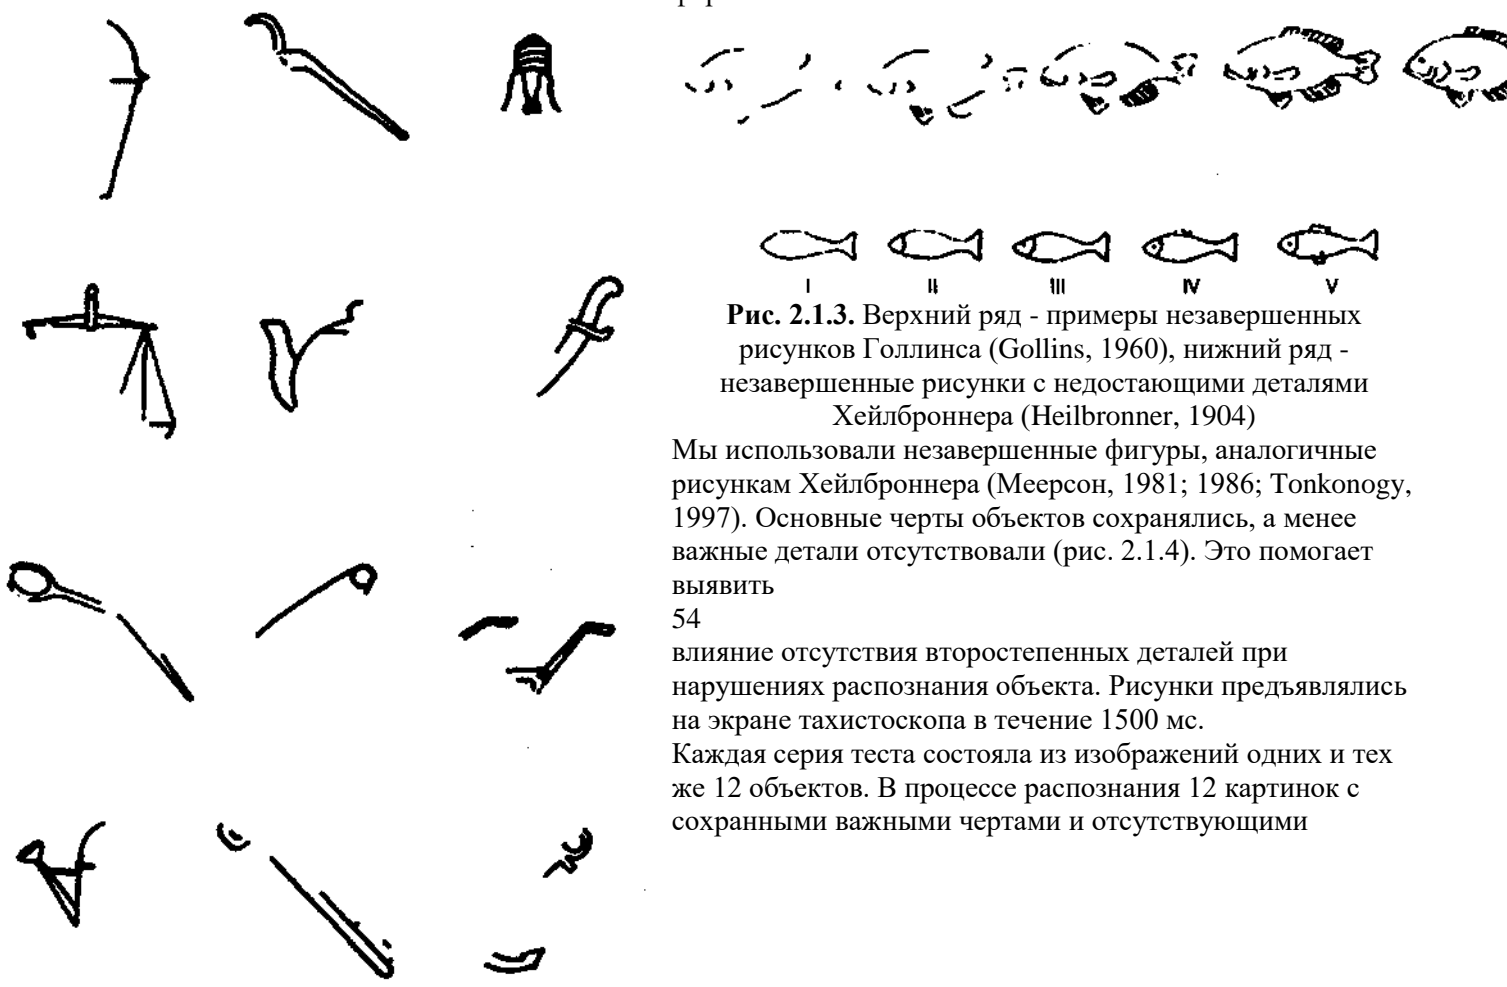 I II III IV V
Рис. 2.1.3. Верхний ряд - примеры незавершенных
рисунков Голлинса (Gollins, 1960), нижний ряд -
незавершенные рисунки с недостающими деталями
Хейлброннера (Heilbronner, 1904)
Мы использовали незавершенные фигуры, аналогичные
рисункам Хейлброннера (Меерсон, 1981; 1986; Tonkonogy,
1997). Основные черты объектов сохранялись, а менее
важные детали отсутствовали (рис. 2.1.4). Это помогает
выявить
54
влияние отсутствия второстепенных деталей при
нарушениях распознания объекта. Рисунки предъявлялись
на экране тахистоскопа в течение 1500 мс.
Каждая серия теста состояла из изображений одних и тех
же 12 объектов. В процессе распознания 12 картинок с
сохранными важными чертами и отсутствующими